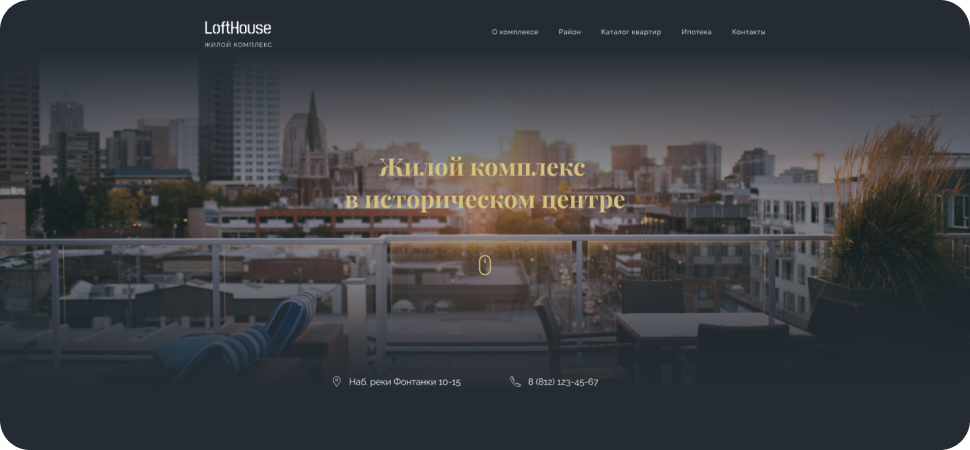 LoftHouse
ЖИЛОЙ КОМПЛЕКС
О комплексе Район Каталог квартир Ипотека Контакты
Жилой комплекс
в историческом центре
Наб. реки Фонтанки 10-15 8 (812) 123-45-67